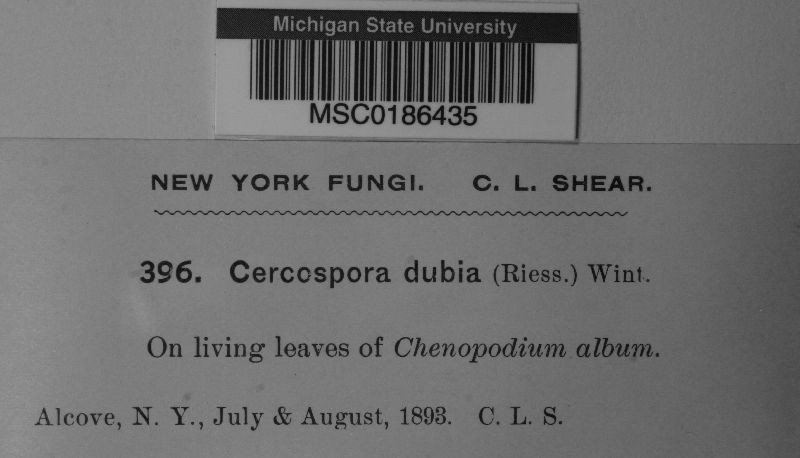 Michigan State University
MSC0186435
NEW YORK FUNGI. C. L. SHEAR.
396. Cercospora dubia (Riess.) Wint.
On living leaves of Chenopodium album.
Alcove, N. Y., July & August, 1893. C. L. S.